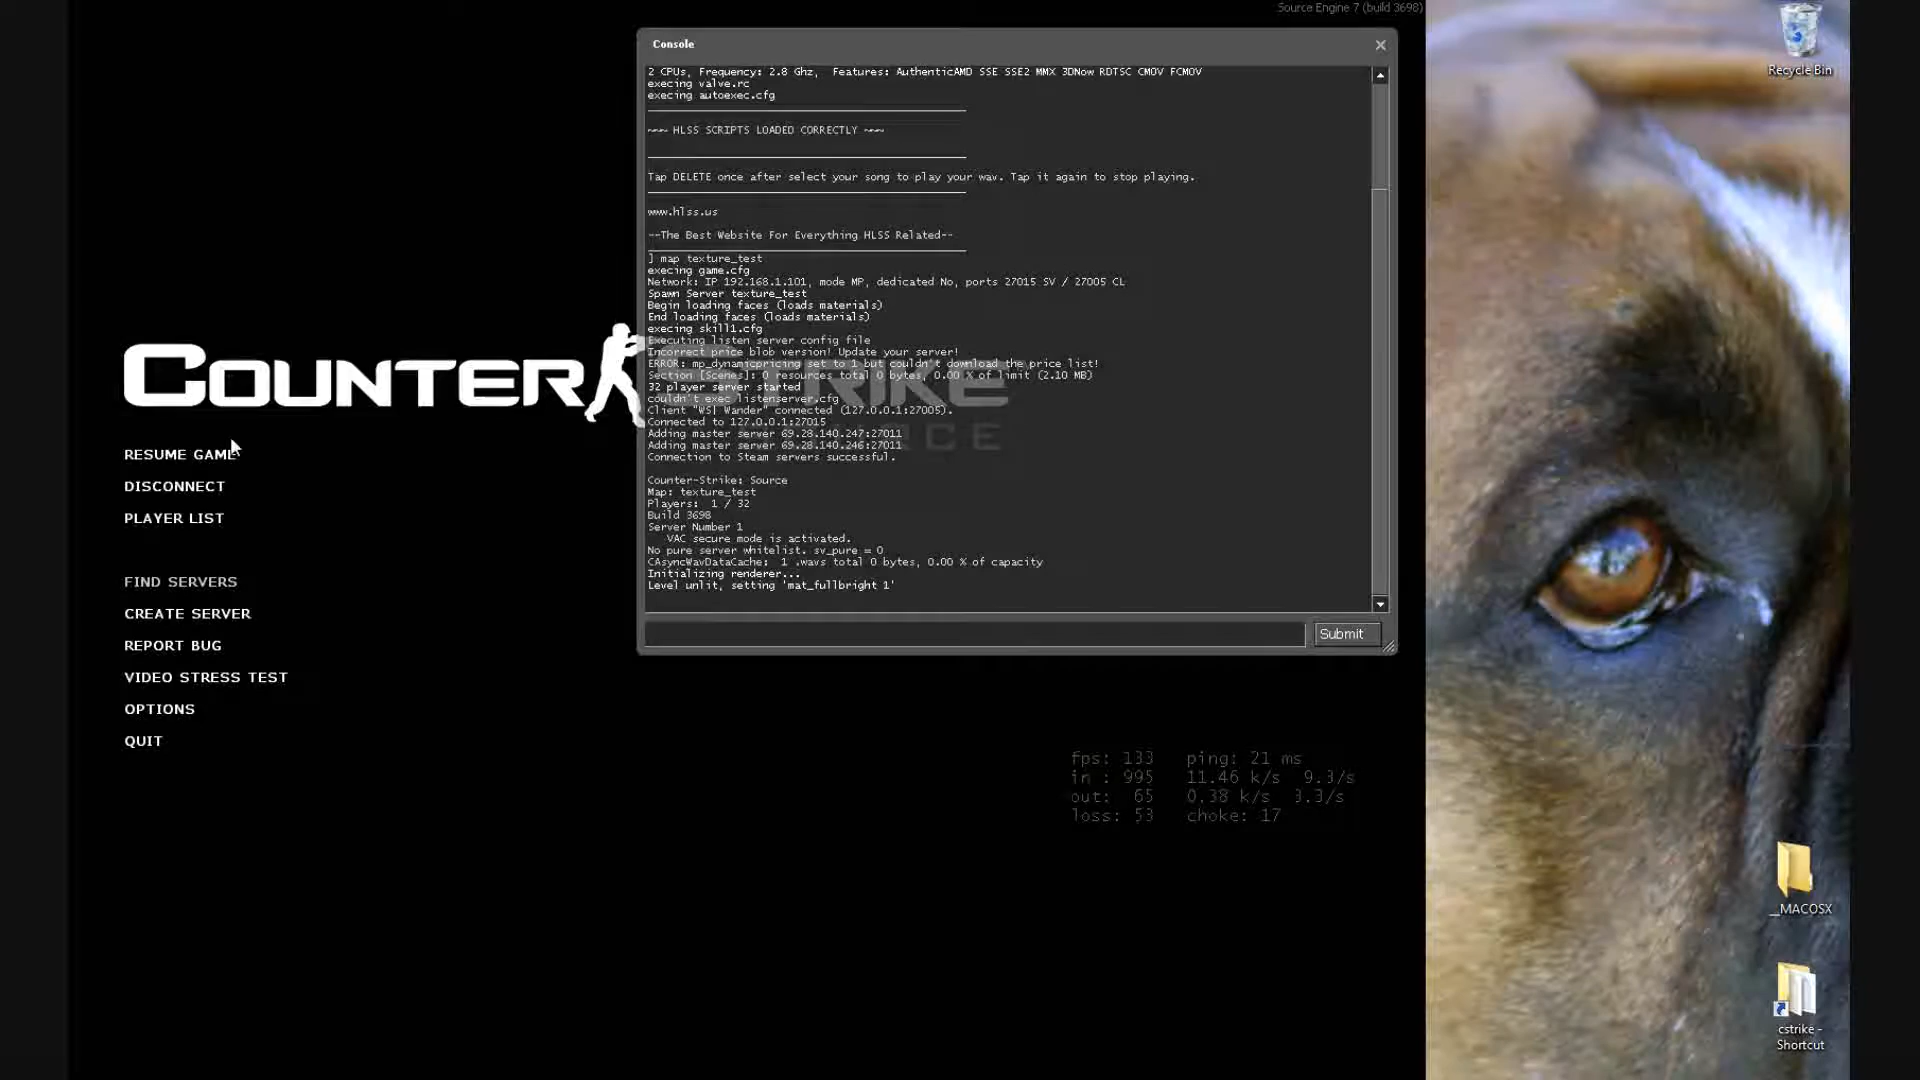 Source Engine 7 (build 3698)
Console
2 CPUs, Frequency: 2.8 Ghz,  Features: AuthenticAMD SSE SSE2 MMX 3DNow RDTSC CMOV FCMOV
execing valve.rc
execing autoexec.cfg
~~~ HLSS SCRIPTS LOADED CORRECTLY ~~~
Tap DELETE once after select your song to play your wav. Tap it again to stop playing.
www.hlss.us
--The Best Website For Everything HLSS Related--
] map texture_test
execing game.cfg
Network: IP 192.168.1.101, mode MP, dedicated No, ports 27015 SV / 27005 CL
Spawn Server texture_test
Begin loading faces (loads materials)
End loading faces (loads materials)
execing skill1.cfg
Executing listen server config file
Incorrect price blob version! Update your server!
ERROR: mp_dynamicpricing set to 1 but couldn't download the price list!
Section [Scenes]: 0 resources total 0 bytes, 0.00 % of limit (2.10 MB)
32 player server started
couldn't exec listenserver.cfg
Client "WS| Wander" connected (127.0.0.1:27005).
Connected to 127.0.0.1:27015
Adding master server 69.28.140.247:27011
Adding master server 69.28.140.246:27011
Connection to Steam servers successful.
Counter-Strike: Source
Map: texture_test
Players:  1 / 32
Build 3698
Server Number 1
VAC secure mode is activated.
No pure server whitelist. sv_pure = 0
CAsyncWavDataCache:  1 .wavs total 0 bytes, 0.00 % of capacity
Initializing renderer...
Level unlit, setting 'mat_fullbright 1'
Submit
COUNTER STRIKE
SOURCE
RESUME GAME
DISCONNECT
PLAYER LIST
FIND SERVERS
CREATE SERVER
REPORT BUG
VIDEO STRESS TEST
OPTIONS
QUIT
fps: 133   ping: 21 ms
in : 995   11.46 k/s  9.3/s
out:  65   0.38 k/s  3.3/s
loss: 53   choke: 17
Recycle Bin
__MACOSX
cstrike -
Shortcut